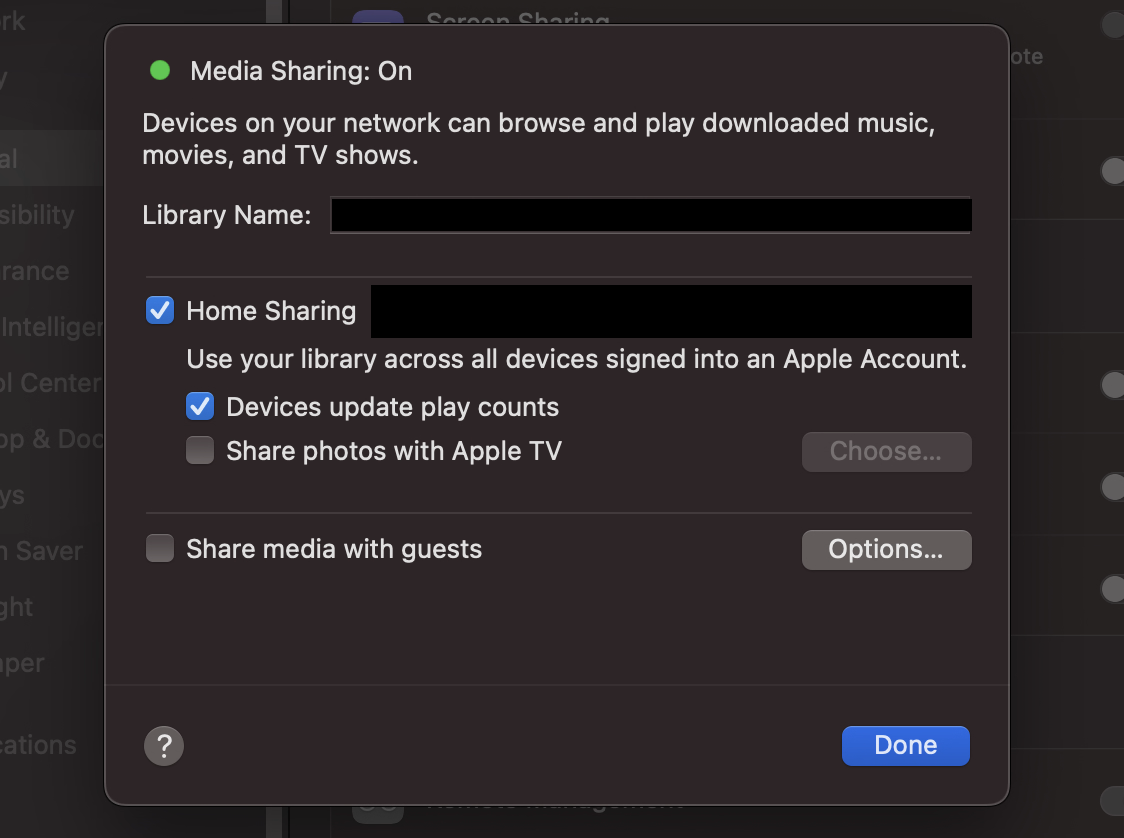 Screen Sharing
Media Sharing: On
Devices on your network can browse and play downloaded music,
movies, and TV shows.
Library Name:
Home Sharing
Use your library across all devices signed into an Apple Account.
Devices update play counts
Share photos with Apple TV
Choose...
Share media with guests
Options...
?
Done
rk
y
al
sibility
rance
Intelliger
ol Center
op & Doc
ys
n Saver
ght
aper
cations
ote
Remote Management